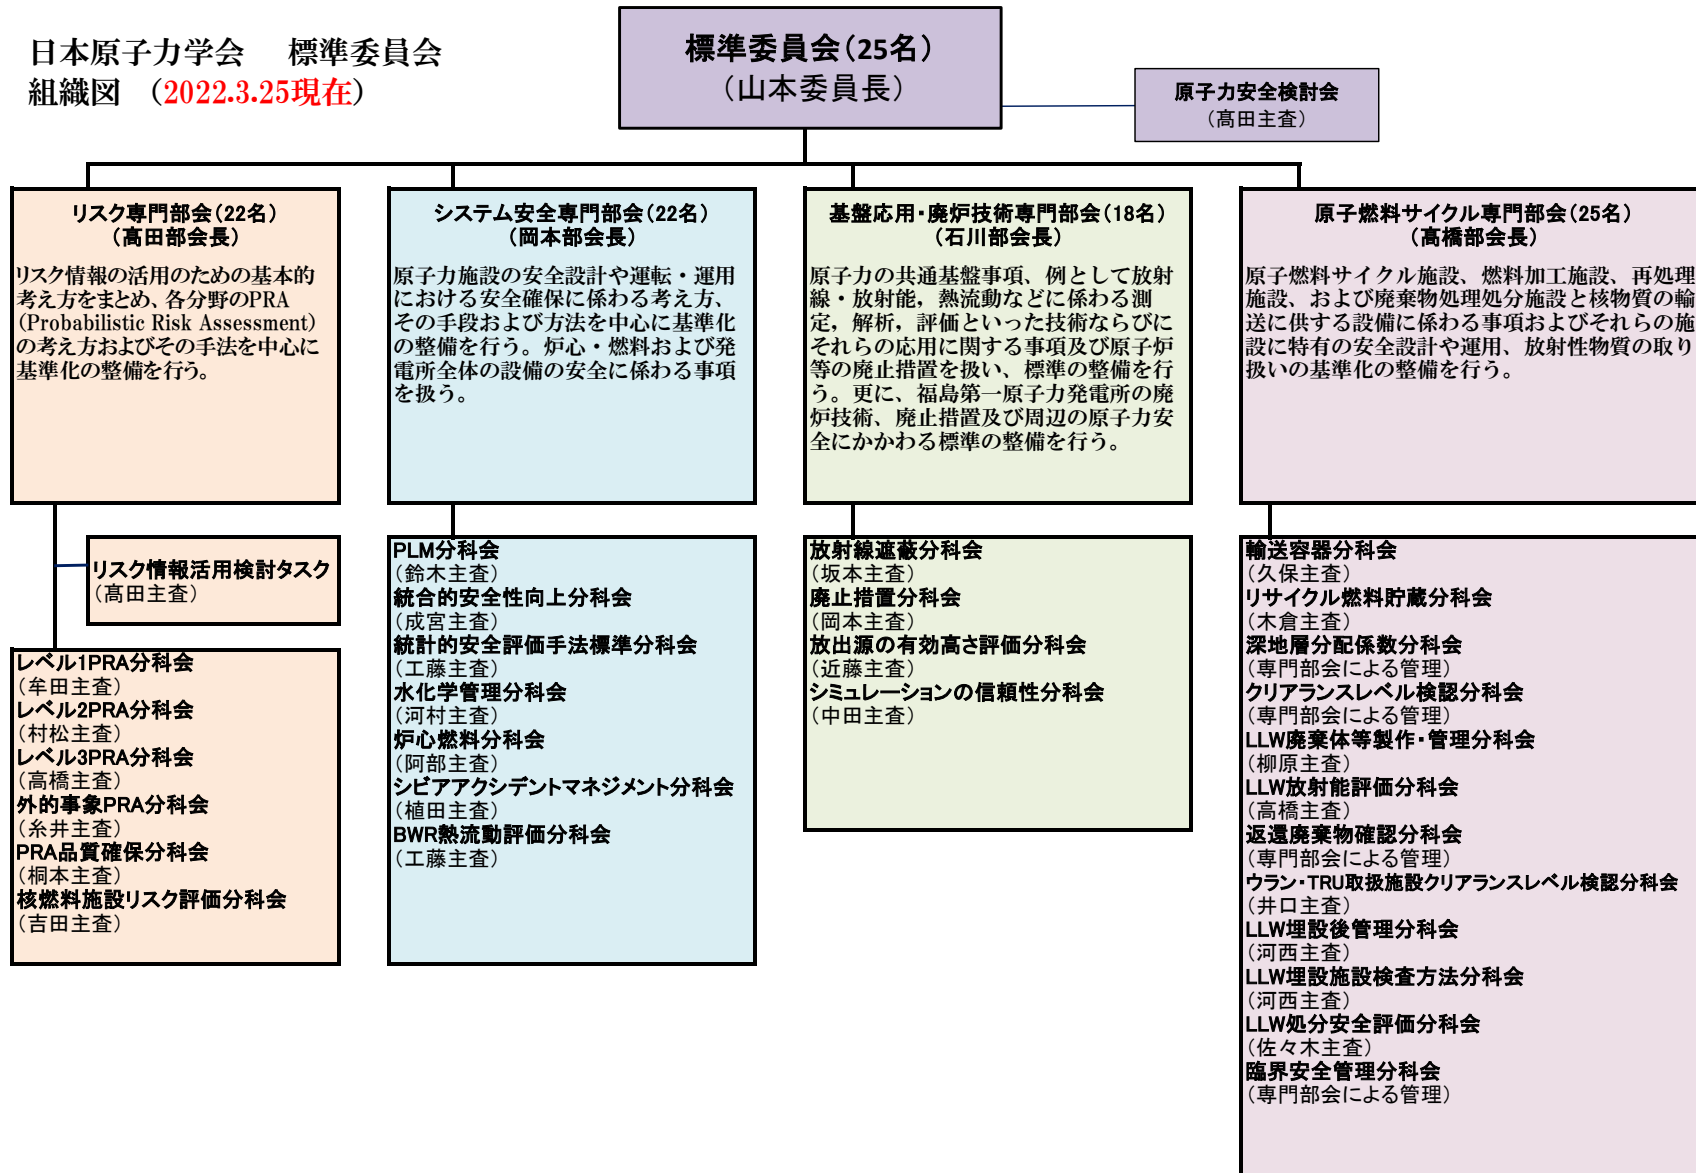 日本原子力学会　標準委員会
組織図　（2022.3.25現在）
標準委員会（25名）
（山本委員長）
原子力安全検討会
（髙田主査）
リスク専門部会（22名）
（髙田部会長）
リスク情報の活用のための基本的
考え方をまとめ、各分野のPRA
（Probabilistic Risk Assessment）
の考え方およびその手法を中心に
基準化の整備を行う。
リスク情報活用検討タスク
（髙田主査）
レベル1PRA分科会
（牟田主査）
レベル2PRA分科会
（村松主査）
レベル3PRA分科会
（高橋主査）
外的事象PRA分科会
（糸井主査）
PRA品質確保分科会
（桐本主査）
核燃料施設リスク評価分科会
（吉田主査）
システム安全専門部会（22名）
（岡本部会長）
原子力施設の安全設計や運転・運用
における安全確保に係わる考え方、
その手段および方法を中心に基準化
の整備を行う。炉心・燃料および発
電所全体の設備の安全に係わる事項
を扱う。
PLM分科会
（鈴木主査）
統合的安全性向上分科会
（成宮主査）
統計的安全評価手法標準分科会
（工藤主査）
水化学管理分科会
（河村主査）
炉心燃料分科会
（阿部主査）
シビアアクシデントマネジメント分科会
（植田主査）
BWR熱流動評価分科会
（工藤主査）
基盤応用・廃炉技術専門部会（18名）
（石川部会長）
原子力の共通基盤事項、例として放射
線・放射能，熱流動などに係わる測
定，解析，評価といった技術ならびに
それらの応用に関する事項及び原子炉
等の廃止措置を扱い、標準の整備を行
う。更に、福島第一原子力発電所の廃
炉技術、廃止措置及び周辺の原子力安
全にかかわる標準の整備を行う。
放射線遮蔽分科会
（坂本主査）
廃止措置分科会
（岡本主査）
放出源の有効高さ評価分科会
（近藤主査）
シミュレーションの信頼性分科会
（中田主査）
原子燃料サイクル専門部会（25名）
（髙橋部会長）
原子燃料サイクル施設、燃料加工施設、再処理
施設、および廃棄物処理処分施設と核物質の輸
送に供する設備に係わる事項およびそれらの施
設に特有の安全設計や運用、放射性物質の取り
扱いの基準化の整備を行う。
輸送容器分科会
（久保主査）
リサイクル燃料貯蔵分科会
（木倉主査）
深地層分配係数分科会
（専門部会による管理）
クリアランスレベル検認分科会
（専門部会による管理）
LLW廃棄体等製作・管理分科会
（柳原主査）
LLW放射能評価分科会
（高橋主査）
返還廃棄物確認分科会
（専門部会による管理）
ウラン・TRU取扱施設クリアランスレベル検認分科会
（井口主査）
LLW埋設後管理分科会
（河西主査）
LLW埋設施設検査方法分科会
（河西主査）
LLW処分安全評価分科会
（佐々木主査）
臨界安全管理分科会
（専門部会による管理）